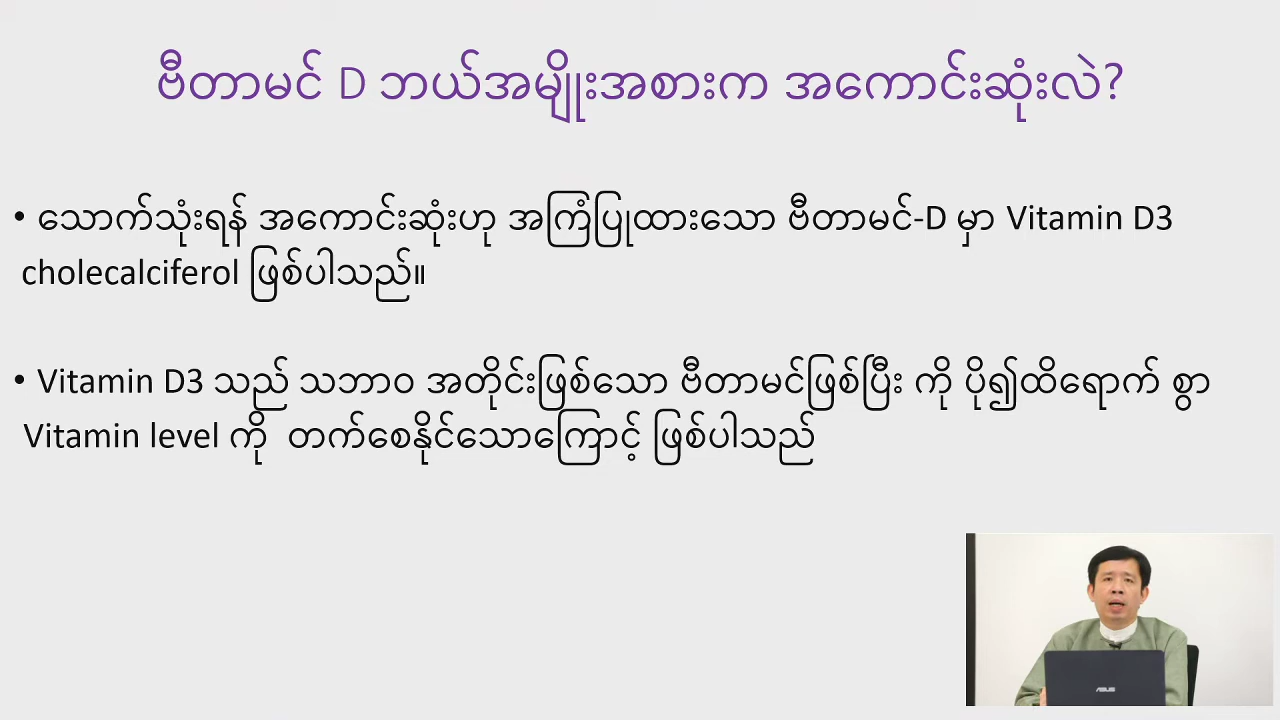 ဗီတာမင် D ဘယ်အမျိုးအစားက အကောင်းဆုံးလဲ?
• သောက်သုံးရန် အကောင်းဆုံးဟု အကြံပြုထားသော ဗီတာမင်-D မှာ Vitamin D3
cholecalciferol ဖြစ်ပါသည်။
• Vitamin D3 သည် သဘာဝ အတိုင်းဖြစ်သော ဗီတာမင်ဖြစ်ပြီး ကို ပို၍ထိရောက် စွာ
Vitamin level ကို တက်စေနိုင်သောကြောင့် ဖြစ်ပါသည်
ASUS